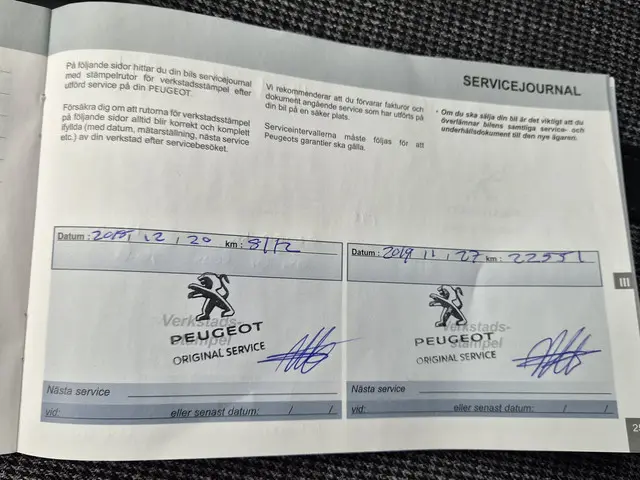 SERVICEJOURNAL
På följande sidor hittar du din bils servicejournal
med stämpelrutor för verkstadsstämpel efter
utförd service på din PEUGEOT.
Försäkra dig om att rutorna för verkstadsstämpel
på följande sidor alltid blir korrekt och komplett
ifyllda (med datum, mätarställning, nästa service
etc.) av din verkstad efter servicebesöket.
Vi rekommenderar att du förvarar fakturor och
dokument angående service som har utförts på
din bil på en säker plats.
Serviceintervallerna måste följas för att
Peugeots garantier ska gälla.
* Om du ska sälja din bil är det viktigt att du
överlämnar bilens samtliga service- och
underhållsdokument till den nye ägaren.
Datum : 12 , 20 km :
Verkstads-
stämpel
PEUGEOT
ORIGINAL SERVICE
Nästa service
vid: eller senast datum: / /
Datum : 2019 11 , 27 km : 22551
Verkstads-
stämpel
PEUGEOT
ORIGINAL SERVICE
Nästa service
vid: eller senast datum: / /
III